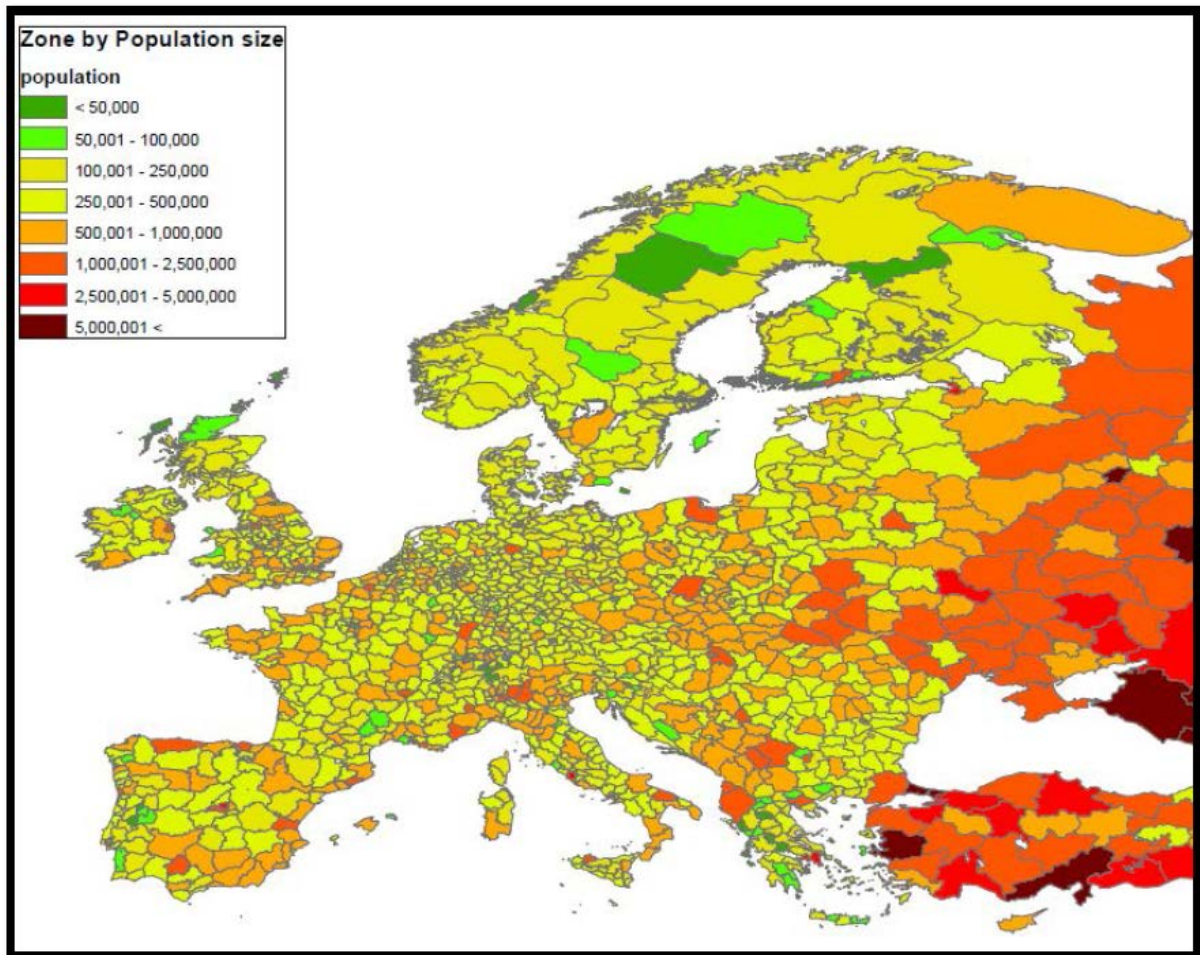 Zone by Population size
population
< 50,000
50,001 - 100,000
100,001 - 250,000
250,001 - 500,000
500,001 - 1,000,000
1,000,001 - 2,500,000
2,500,001 - 5,000,000
5,000,001 <